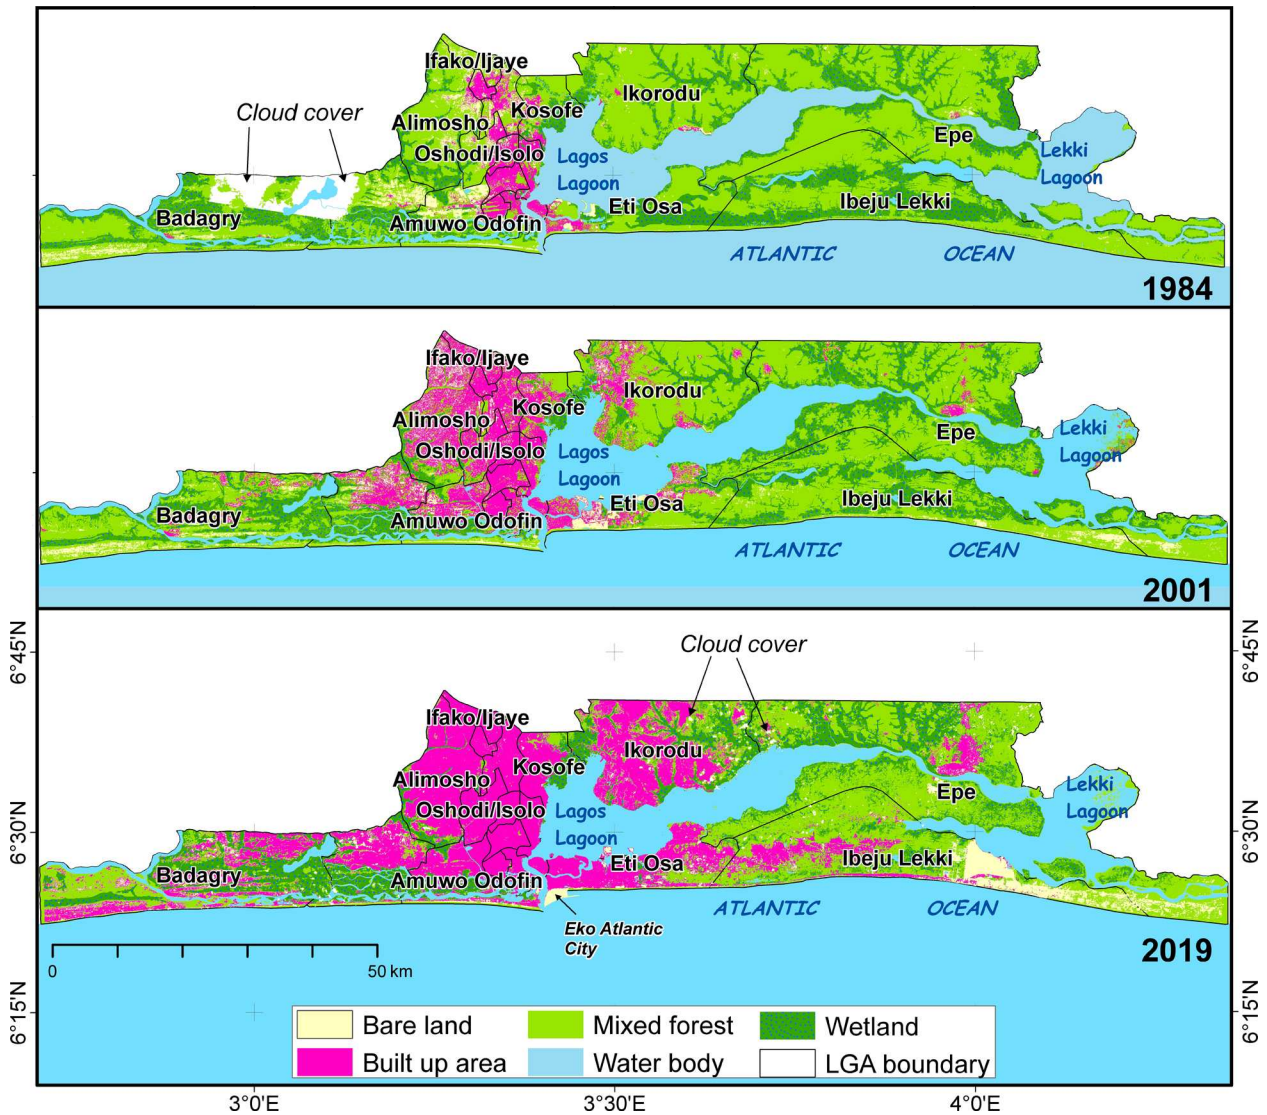 Ifako/Ijaye
Cloud cover
Kosofe
Ikorodu
Alimosho
Oshodi/Isolo
Epe
Lagos
Lagoon
Lekki
Lagoon
Badagry
Amuwo Odofin
Eti Osa
Ibeju Lekki
ATLANTIC
OCEAN
1984
Ifako/Ijaye
Ikorodu
Kosofe
Alimosho
Oshodi/Isolo
Epe
Lekki
Lagoon
Lagos
Lagoon
Badagry
Amuwo Odofin
Eti Osa
Ibeju Lekki
ATLANTIC
OCEAN
2001
6°45'N
6°45'N
Cloud cover
Ifako/Ijaye
Ikorodu
Kosofe
Alimosho
Oshodi/Isolo
Epe
Lekki
Lagoon
Lagos
Lagoon
6°30'N
6°30'N
Badagry
Amuwo Odofin
Eti Osa
Ibeju Lekki
ATLANTIC
OCEAN
Eko Atlantic
City
2019
0
50 km
6°15'N
6°15'N
Bare land
Mixed forest
Wetland
Built up area
Water body
LGA boundary
3°0'E
3°30'E
4°0'E